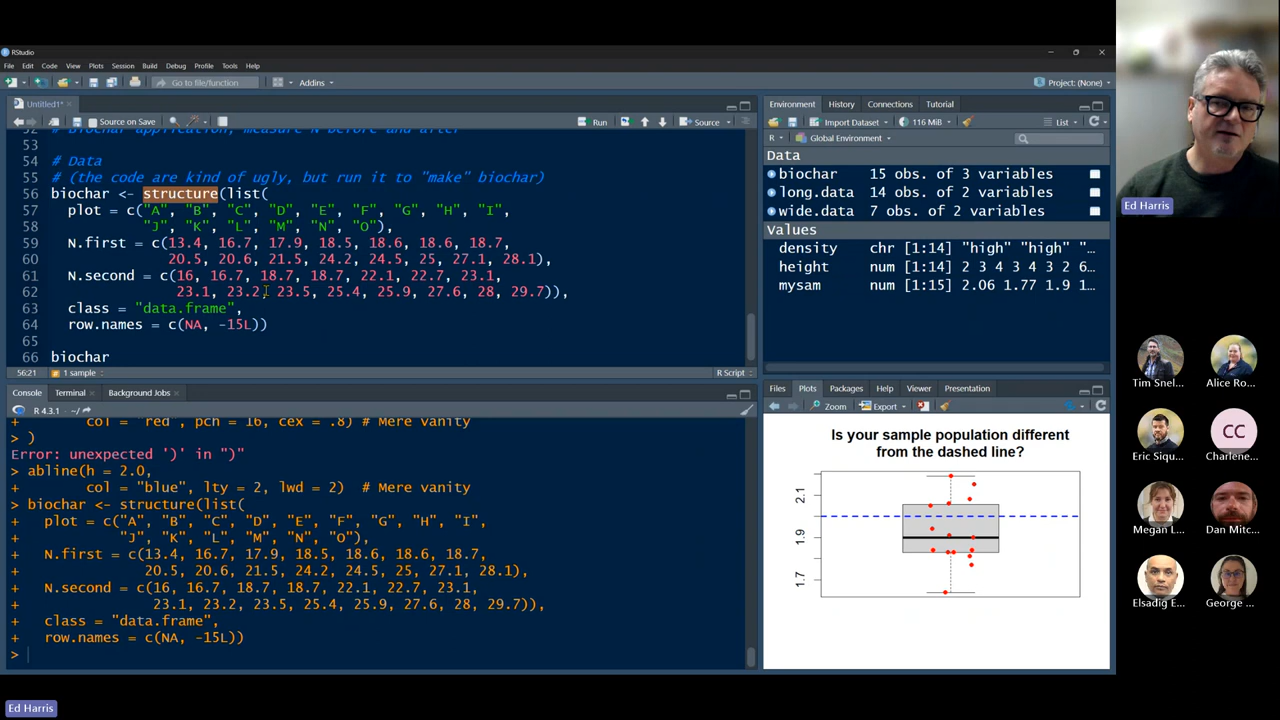 RStudio
File Edit Code View Plots Session Build Debug Profile Tools Help
Go to file/function
Addins
Project: (None)
Untitled1*
Source on Save
Run
Source
52 # Biochar application, measure N before and after
53
54 # Data
55 # (the code are kind of ugly, but run it to "make" biochar)
56 biochar <- structure(list(
57 plot = c("A", "B", "C", "D", "E", "F", "G", "H", "I",
58 "J", "K", "L", "M", "N", "O"),
59 N.first = c(13.4, 16.7, 17.9, 18.5, 18.6, 18.6, 18.7,
60 20.5, 20.6, 21.5, 24.2, 24.5, 25, 27.1, 28.1),
61 N.second = c(16, 16.7, 18.7, 18.7, 22.1, 22.7, 23.1,
62 23.1, 23.2, 23.5, 25.4, 25.9, 27.6, 28, 29.7)),
63 class = "data.frame",
64 row.names = c(NA, -15L))
65
66 biochar
56:21 1 sample R Script
Console Terminal Background Jobs
R 4.3.1 · ~/
+ col = "red", pch = 16, cex = .8) # Mere vanity
> )
Error: unexpected ')' in ")"
> abline(h = 2.0,
+ col = "blue", lty = 2, lwd = 2) # Mere vanity
> biochar <- structure(list(
+ plot = c("A", "B", "C", "D", "E", "F", "G", "H", "I",
+ "J", "K", "L", "M", "N", "O"),
+ N.first = c(13.4, 16.7, 17.9, 18.5, 18.6, 18.6, 18.7,
+ 20.5, 20.6, 21.5, 24.2, 24.5, 25, 27.1, 28.1),
+ N.second = c(16, 16.7, 18.7, 18.7, 22.1, 22.7, 23.1,
+ 23.1, 23.2, 23.5, 25.4, 25.9, 27.6, 28, 29.7)),
+ class = "data.frame",
+ row.names = c(NA, -15L))
>
Environment History Connections Tutorial
Import Dataset 116 MiB List
R Global Environment
Data
biochar 15 obs. of 3 variables
long.data 14 obs. of 2 variables
wide.data 7 obs. of 2 variables
Values
density chr [1:14] "high" "high" "…
height num [1:14] 2 3 4 3 4 3 2 6…
mysam num [1:15] 2.06 1.77 1.9 1…
Files Plots Packages Help Viewer Presentation
Zoom Export
Is your sample population different
from the dashed line?
2.1
1.9
1.7
Ed Harris
Tim Snel... Alice Ro...
CC
Eric Siqu... Charlene...
Megan L... Dan Mitc...
Elsadig E... George ...
Ed Harris